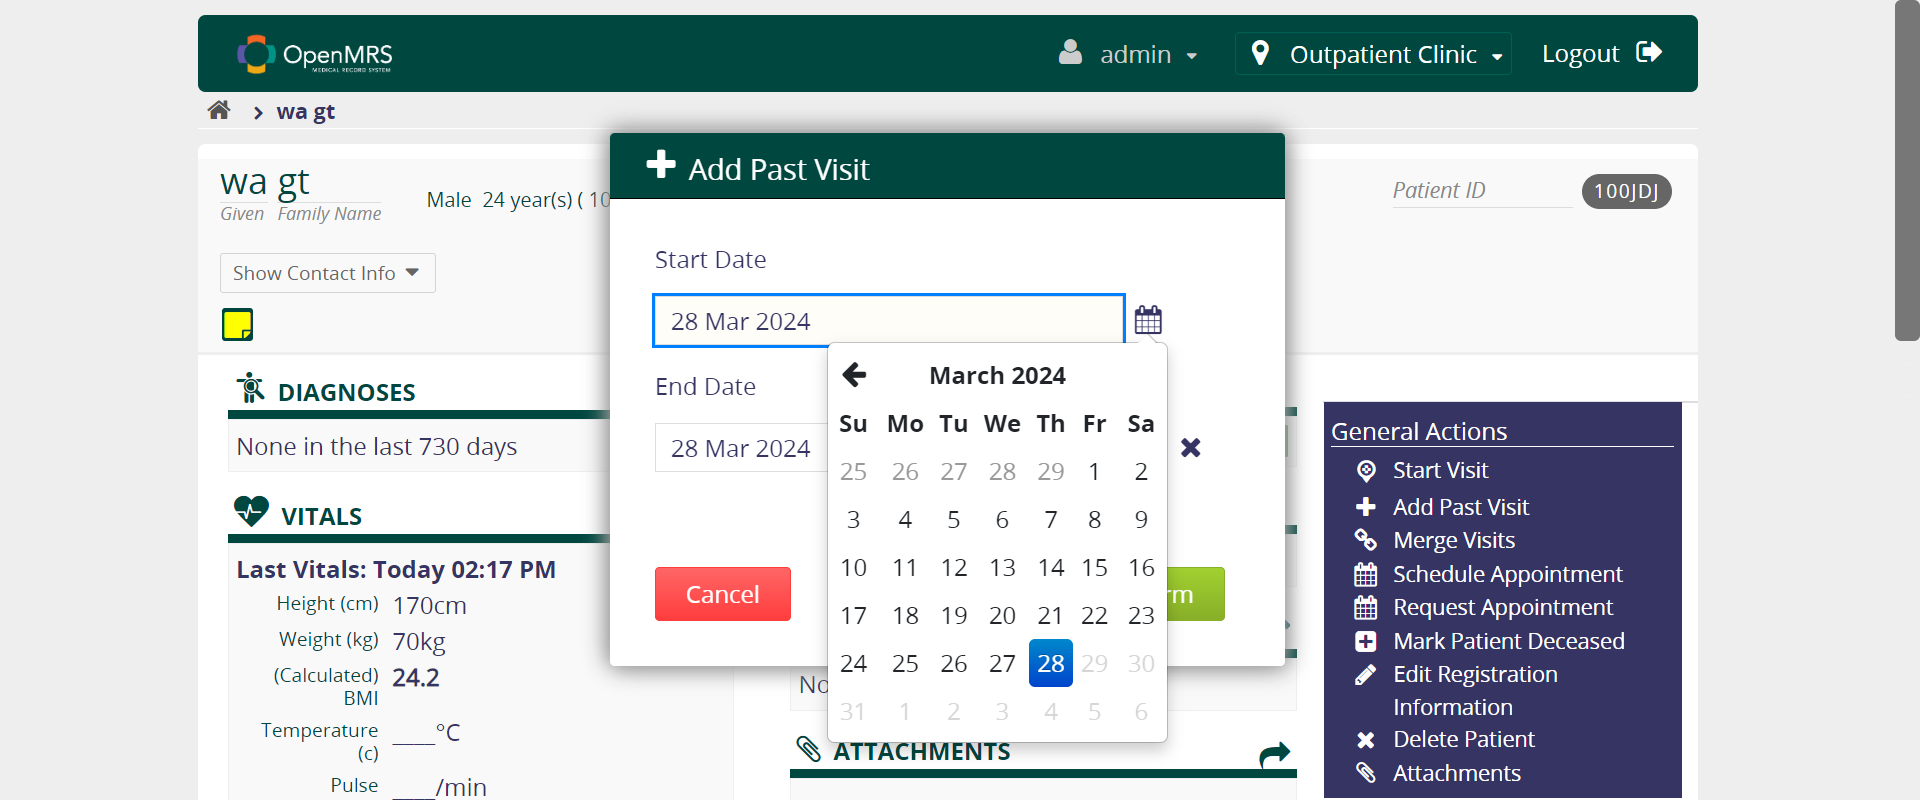 OpenMRS
MEDICAL RECORD SYSTEM
admin
Outpatient Clinic
Logout
wa gt
wa gt
Given Family Name
Male 24 year(s) ( 10
Patient ID
100JDJ
Show Contact Info
Add Past Visit
Start Date
28 Mar 2024
End Date
28 Mar 2024
Cancel
rm
March 2024
Su Mo Tu We Th Fr Sa
25 26 27 28 29 1 2
3 4 5 6 7 8 9
10 11 12 13 14 15 16
17 18 19 20 21 22 23
24 25 26 27 28 29 30
31 1 2 3 4 5 6
DIAGNOSES
None in the last 730 days
VITALS
Last Vitals: Today 02:17 PM
Height (cm) 170cm
Weight (kg) 70kg
(Calculated) BMI 24.2
Temperature (c) ____°C
Pulse ____/min
No
ATTACHMENTS
General Actions
Start Visit
Add Past Visit
Merge Visits
Schedule Appointment
Request Appointment
Mark Patient Deceased
Edit Registration
Information
Delete Patient
Attachments